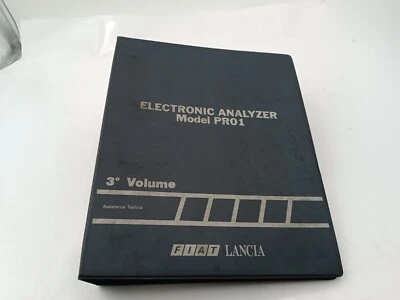 ELECTRONIC ANALYZER
Model PR01
3° Volume
Assistenza Tecnica
FIAT LANCIA